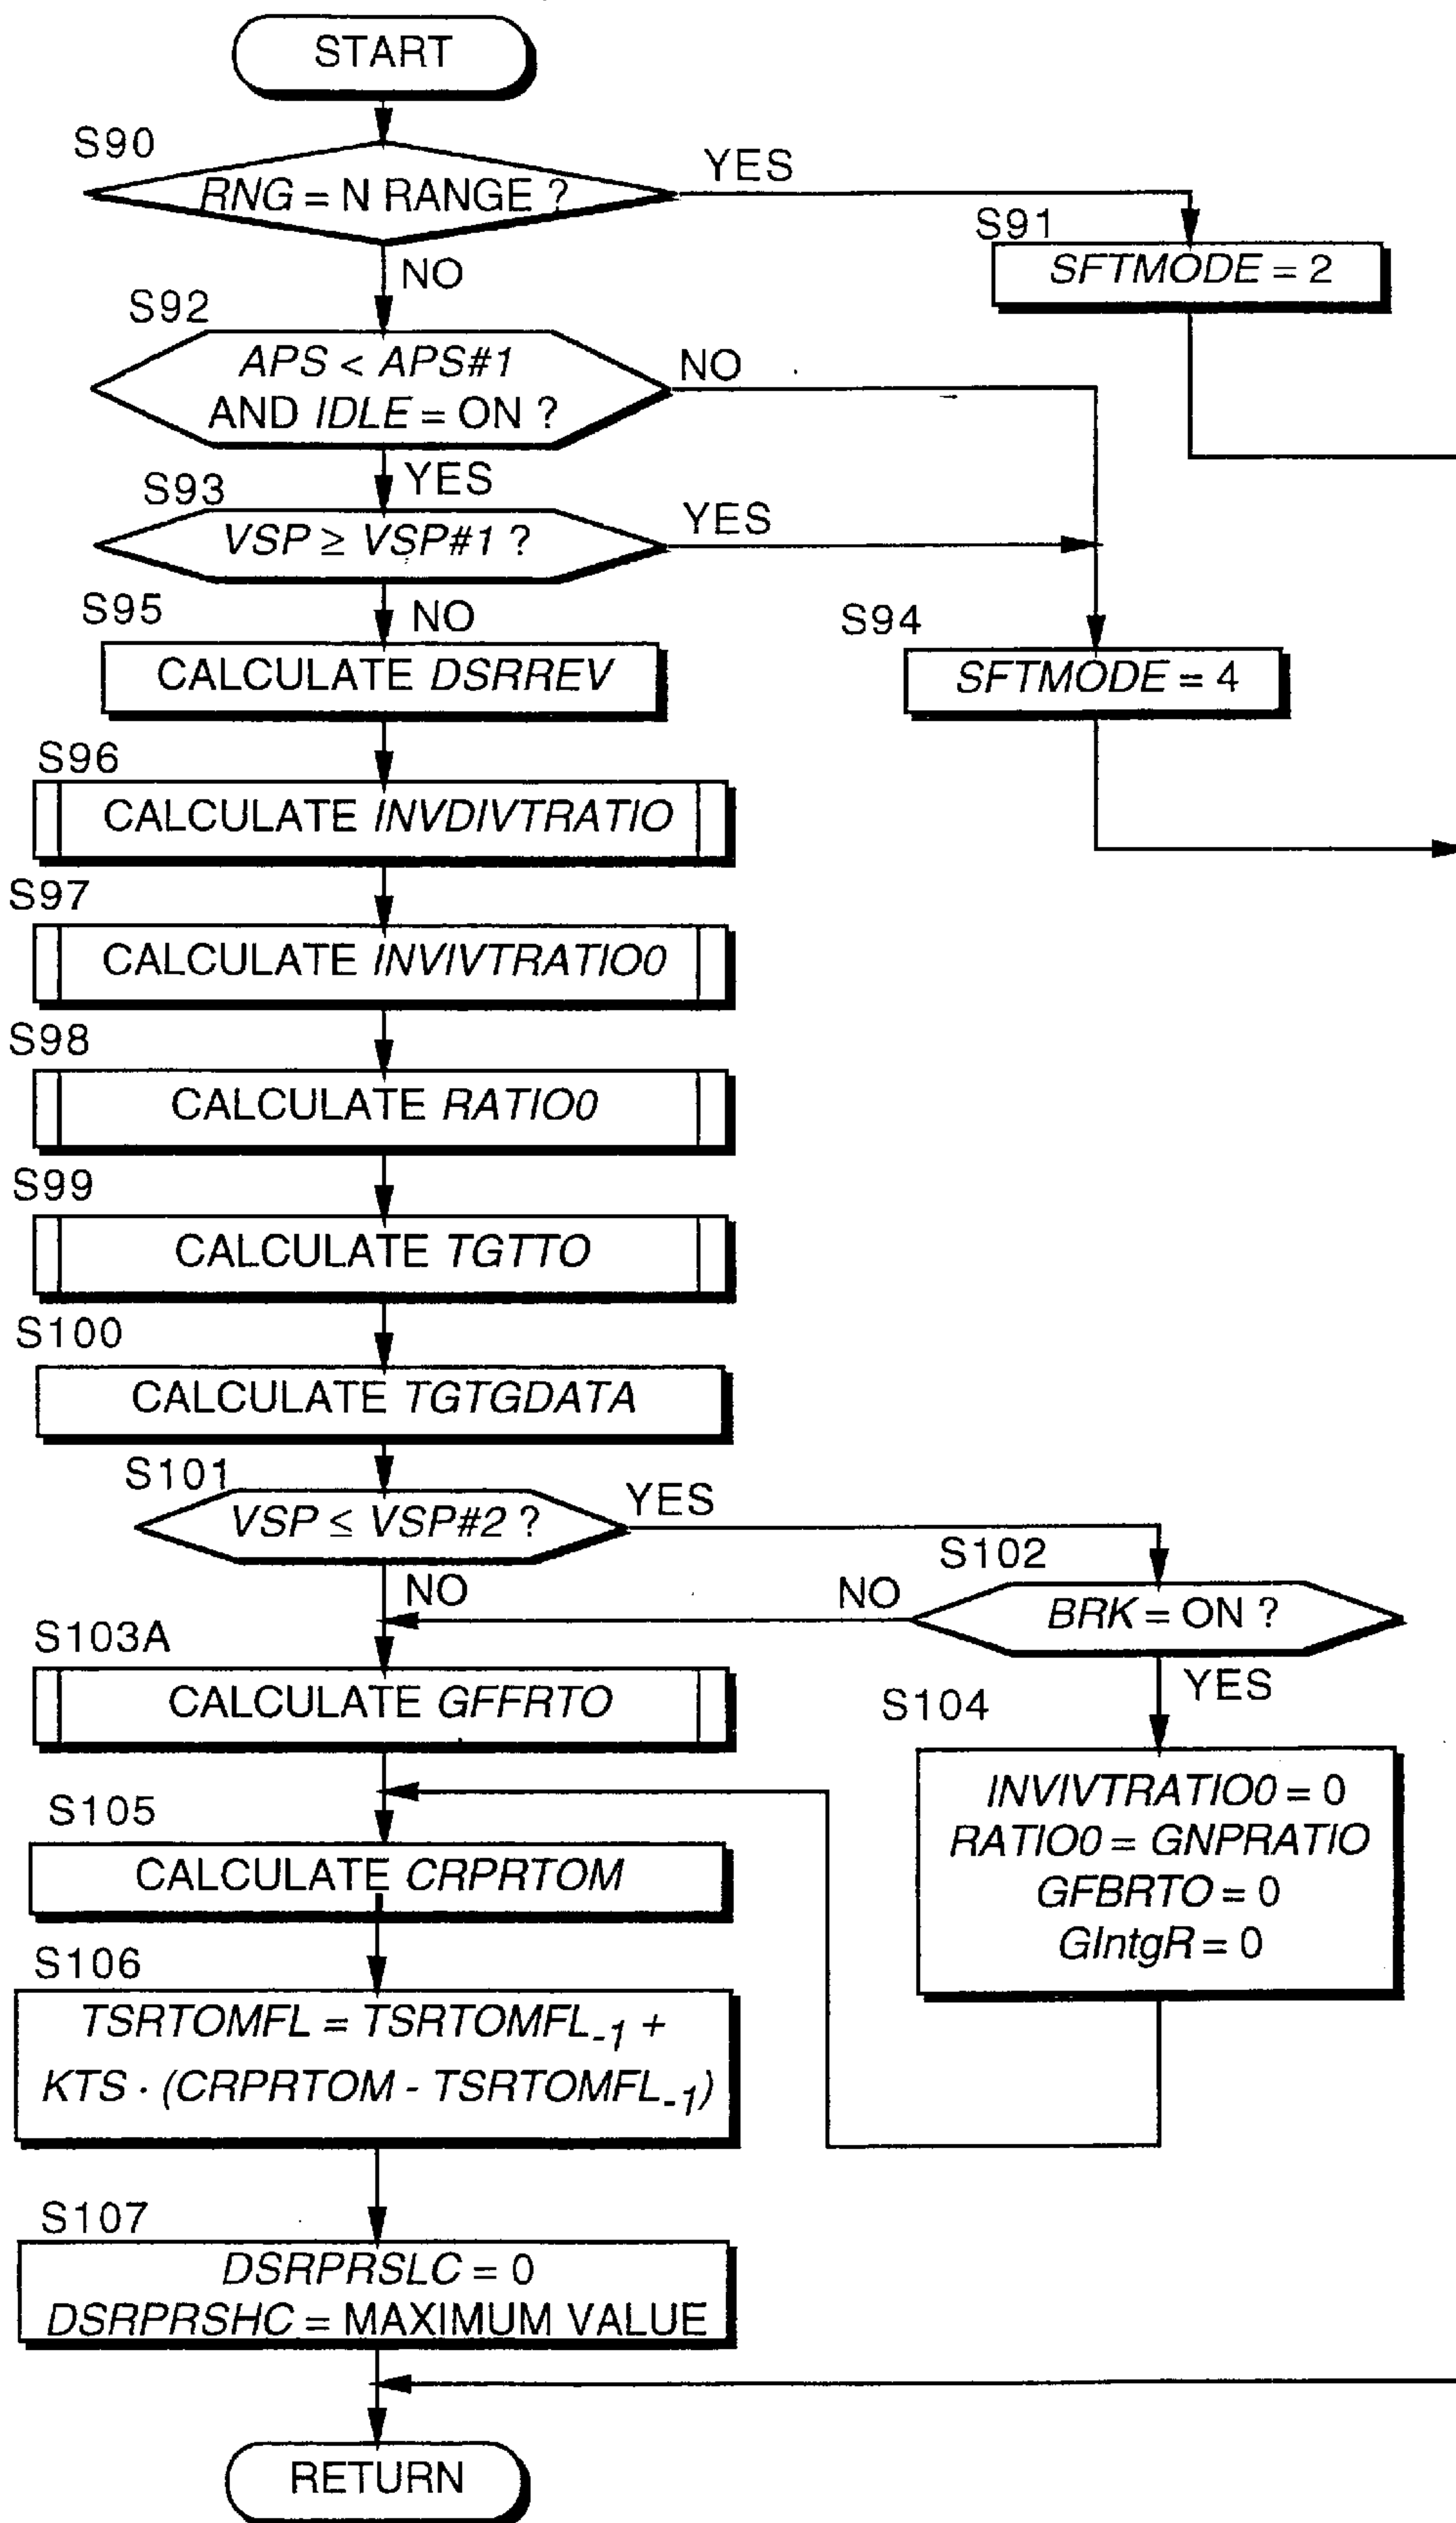 START
S90
RNG = N RANGE ?
YES
S91
SFTMODE = 2
NO
S92
APS < APS#1
AND IDLE = ON ?
NO
YES
S93
VSP ≥ VSP#1 ?
YES
NO
S94
SFTMODE = 4
S95
CALCULATE DSRREV
S96
CALCULATE INVDIVTRATIO
S97
CALCULATE INVIVTRATIO0
S98
CALCULATE RATIO0
S99
CALCULATE TGTTO
S100
CALCULATE TGTGDATA
S101
VSP ≤ VSP#2 ?
YES
NO
S102
BRK = ON ?
NO
YES
S103A
CALCULATE GFFRTO
S104
INVIVTRATIO0 = 0
RATIO0 = GNPRATIO
GFBRTO = 0
GIntgR = 0
S105
CALCULATE CRPRTOM
S106
TSRTOMFL = TSRTOMFL-1 +
KTS · (CRPRTOM - TSRTOMFL-1)
S107
DSRPRSLC = 0
DSRPRSHC = MAXIMUM VALUE
RETURN